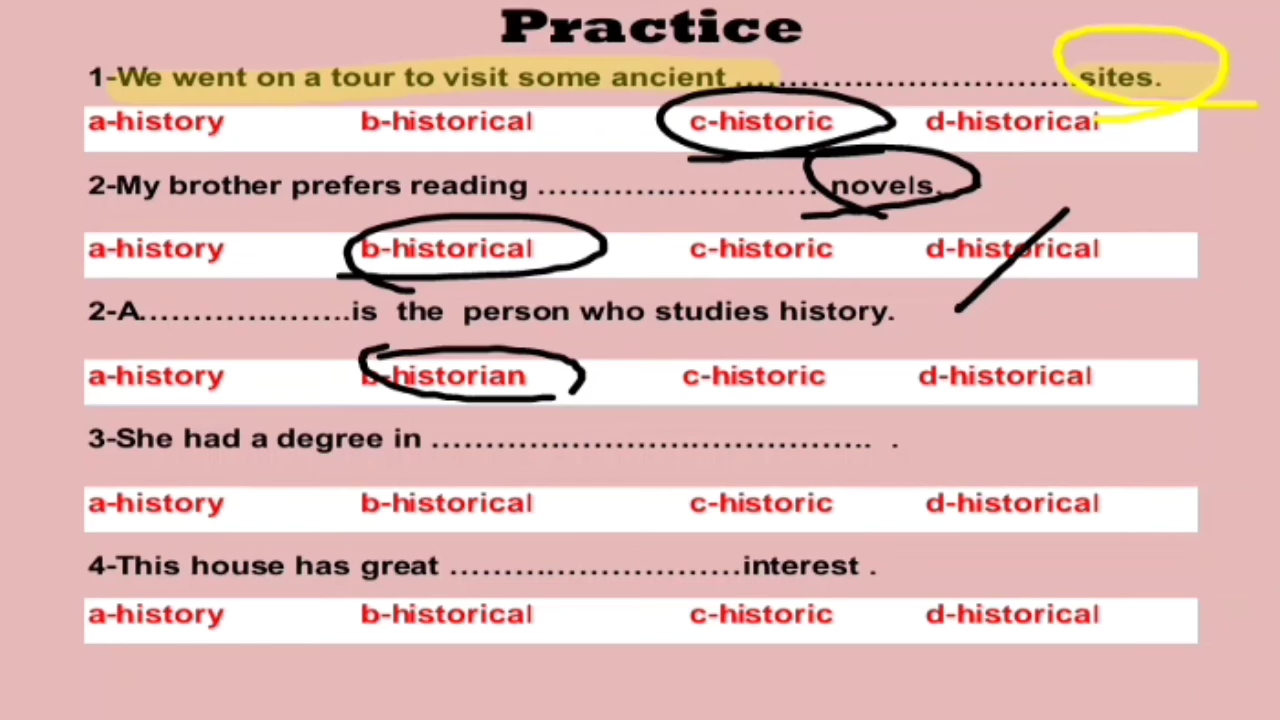 Practice
1-We went on a tour to visit some ancient ....................................sites.
a-history b-historical c-historic d-historical
2-My brother prefers reading ............................ novels.
a-history b-historical c-historic d-historical
2-A.....................is the person who studies history.
a-history b-historian c-historic d-historical
3-She had a degree in ............................................ .
a-history b-historical c-historic d-historical
4-This house has great .............................interest .
a-history b-historical c-historic d-historical